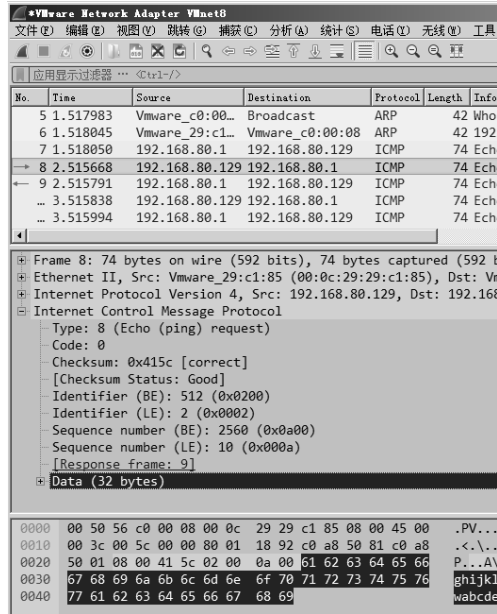 *VMware Network Adapter VMnet8
文件(F) 编辑(E) 视图(V) 跳转(G) 捕获(C) 分析(A) 统计(S) 电话(Y) 无线(W) 工具
应用显示过滤器 … <Ctrl-/>
No. Time Source Destination Protocol Length Info
5 1.517983 Vmware_c0:00… Broadcast ARP 42 Who
6 1.518045 Vmware_29:c1… Vmware_c0:00:08 ARP 42 192
7 1.518050 192.168.80.1 192.168.80.129 ICMP 74 Echo
8 2.515668 192.168.80.129 192.168.80.1 ICMP 74 Echo
9 2.515791 192.168.80.1 192.168.80.129 ICMP 74 Echo
… 3.515838 192.168.80.129 192.168.80.1 ICMP 74 Echo
… 3.515994 192.168.80.1 192.168.80.129 ICMP 74 Echo
Frame 8: 74 bytes on wire (592 bits), 74 bytes captured (592 b
Ethernet II, Src: Vmware_29:c1:85 (00:0c:29:29:c1:85), Dst: Vm
Internet Protocol Version 4, Src: 192.168.80.129, Dst: 192.168
Internet Control Message Protocol
Type: 8 (Echo (ping) request)
Code: 0
Checksum: 0x415c [correct]
[Checksum Status: Good]
Identifier (BE): 512 (0x0200)
Identifier (LE): 2 (0x0002)
Sequence number (BE): 2560 (0x0a00)
Sequence number (LE): 10 (0x000a)
[Response frame: 9]
Data (32 bytes)
0000 00 50 56 c0 00 08 00 0c 29 29 c1 85 08 00 45 00 .PV...
0010 00 3c 00 5c 00 00 80 01 18 92 c0 a8 50 81 c0 a8 .<.\..
0020 50 01 08 00 41 5c 02 00 0a 00 61 62 63 64 65 66 P...A\
0030 67 68 69 6a 6b 6c 6d 6e 6f 70 71 72 73 74 75 76 ghijkl
0040 77 61 62 63 64 65 66 67 68 69 wabcde